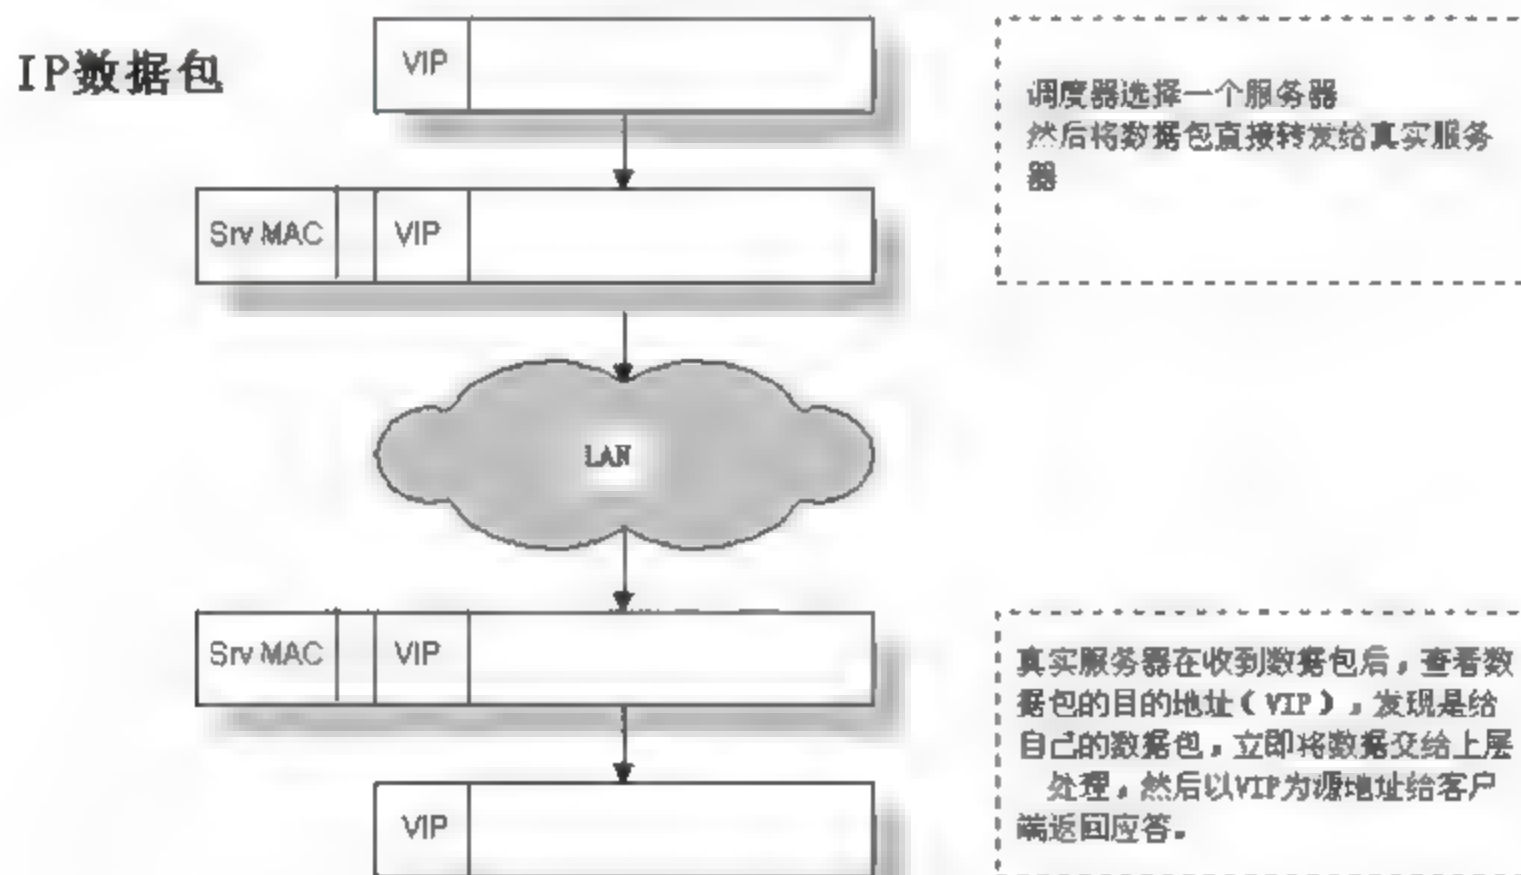 IP数据包
VIP
调度器选择一个服务器
然后将数据包直接转发给真实服务
器
Srv MAC VIP
LAN
Srv MAC VIP
真实服务器在收到数据包后，查看数
据包的目的地址（VIP），发现是给
自己的数据包，立即将数据交给上层
处理，然后以VIP为源地址给客户
端返回应答。
VIP